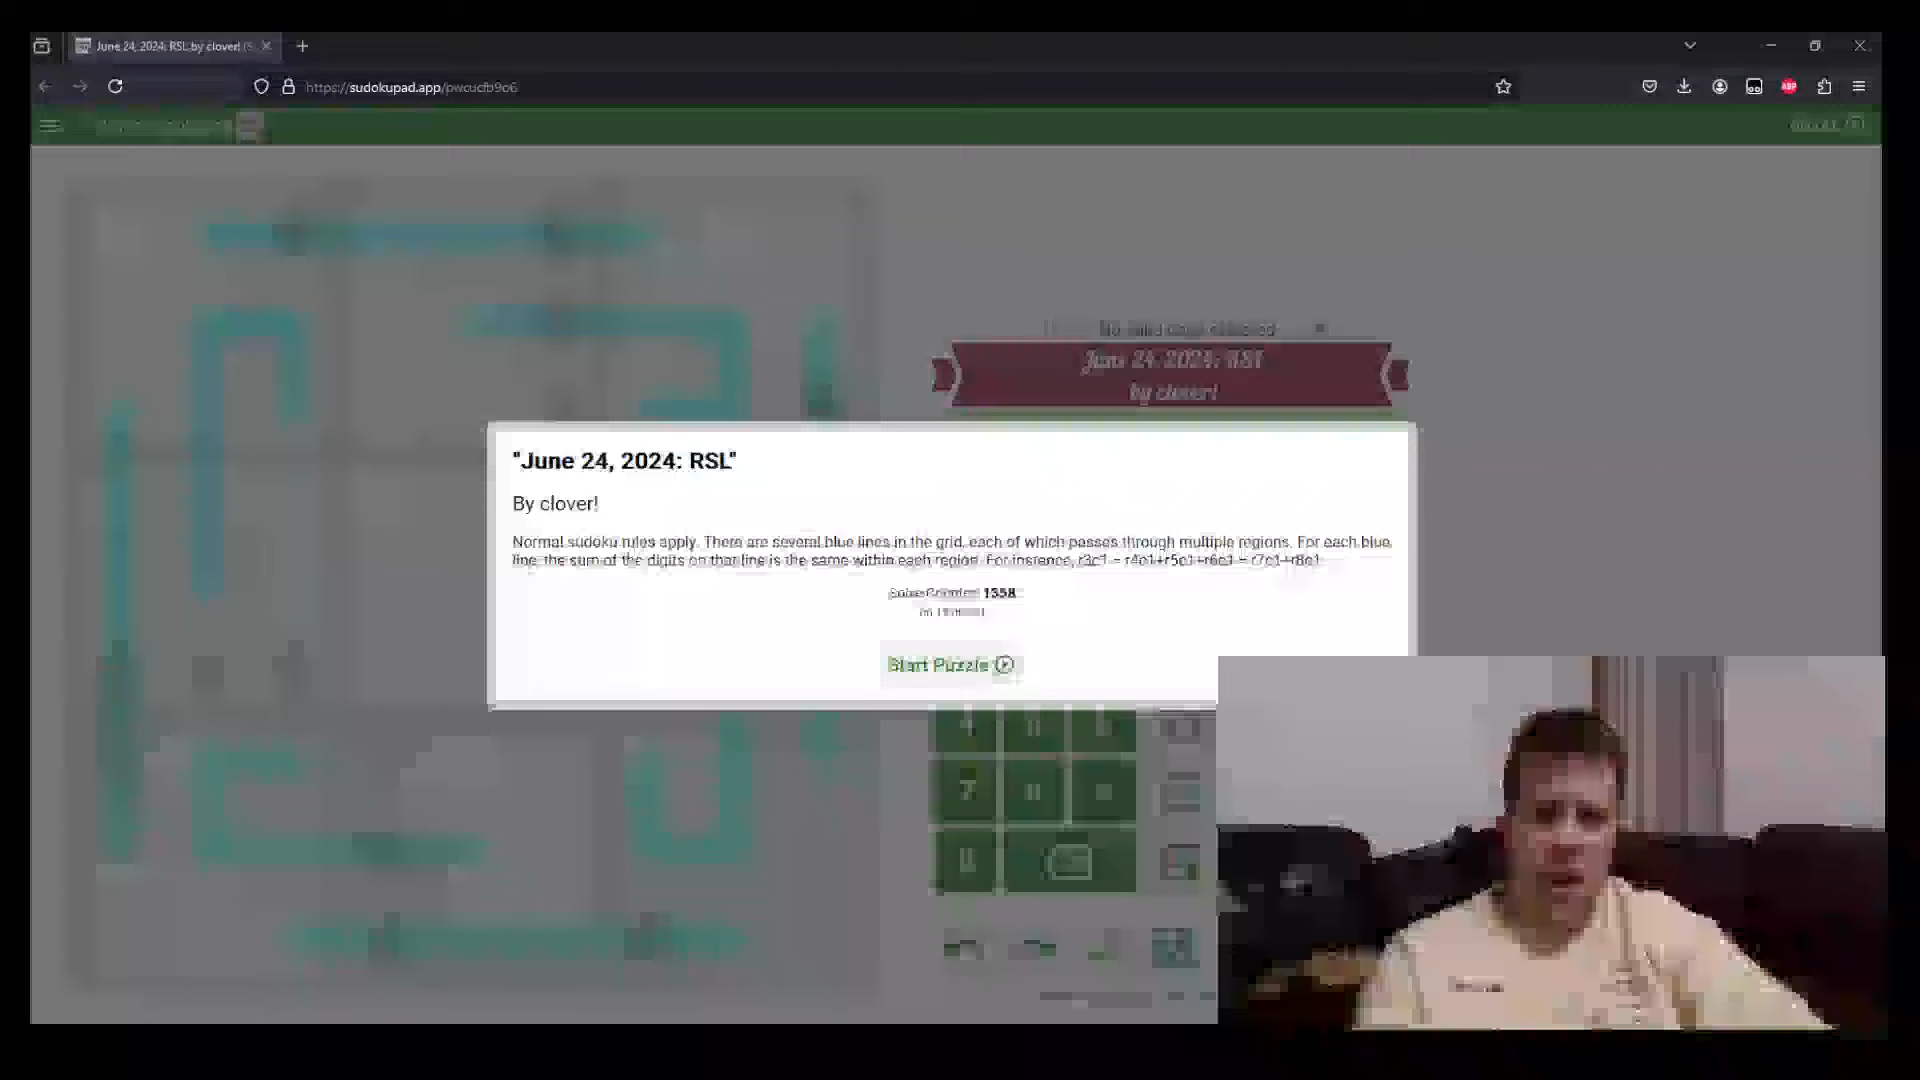 June 24, 2024: RSL by clover! (S
https://sudokupad.app/pwcucfb9o6
June 24, 2024: RSL
by clover!
"June 24, 2024: RSL"
By clover!
Normal sudoku rules apply. There are several blue lines in the grid, each of which passes through multiple regions. For each blue
line, the sum of the digits on that line is the same within each region. For instance, r3c1 = r4c1+r5c1+r6c1 = r7c1+r8c1.
Solve Counter: 1358
Start Puzzle
7